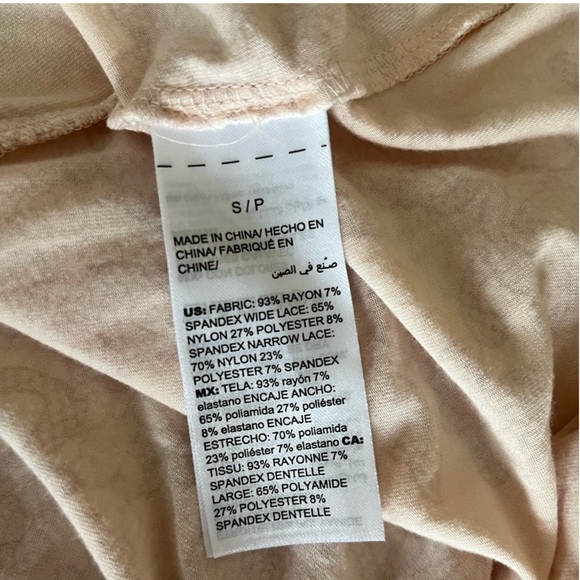 S / P
MADE IN CHINA/ HECHO EN
CHINA/ FABRIQUÉ EN
CHINE/
صنع في الصين
US: FABRIC: 93% RAYON 7%
SPANDEX WIDE LACE: 65%
NYLON 27% POLYESTER 8%
SPANDEX NARROW LACE:
70% NYLON 23%
POLYESTER 7% SPANDEX
MX: TELA: 93% rayón 7%
elastano ENCAJE ANCHO:
65% poliamida 27% poliéster
8% elastano ENCAJE
ESTRECHO: 70% poliamida
23% poliéster 7% elastano CA:
TISSU: 93% RAYONNE 7%
SPANDEX DENTELLE
LARGE: 65% POLYAMIDE
27% POLYESTER 8%
SPANDEX DENTELLE